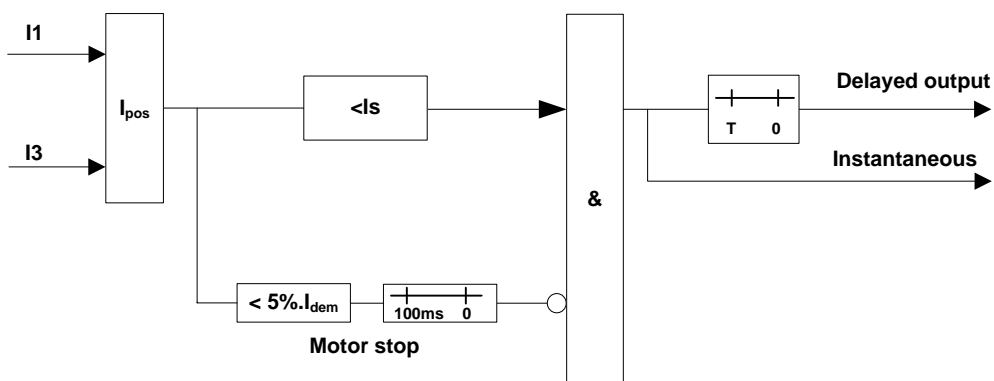 I1
I3
Ipos
<Is
&
T 0
Delayed output
Instantaneous
< 5%.Idem
100ms 0
Motor stop